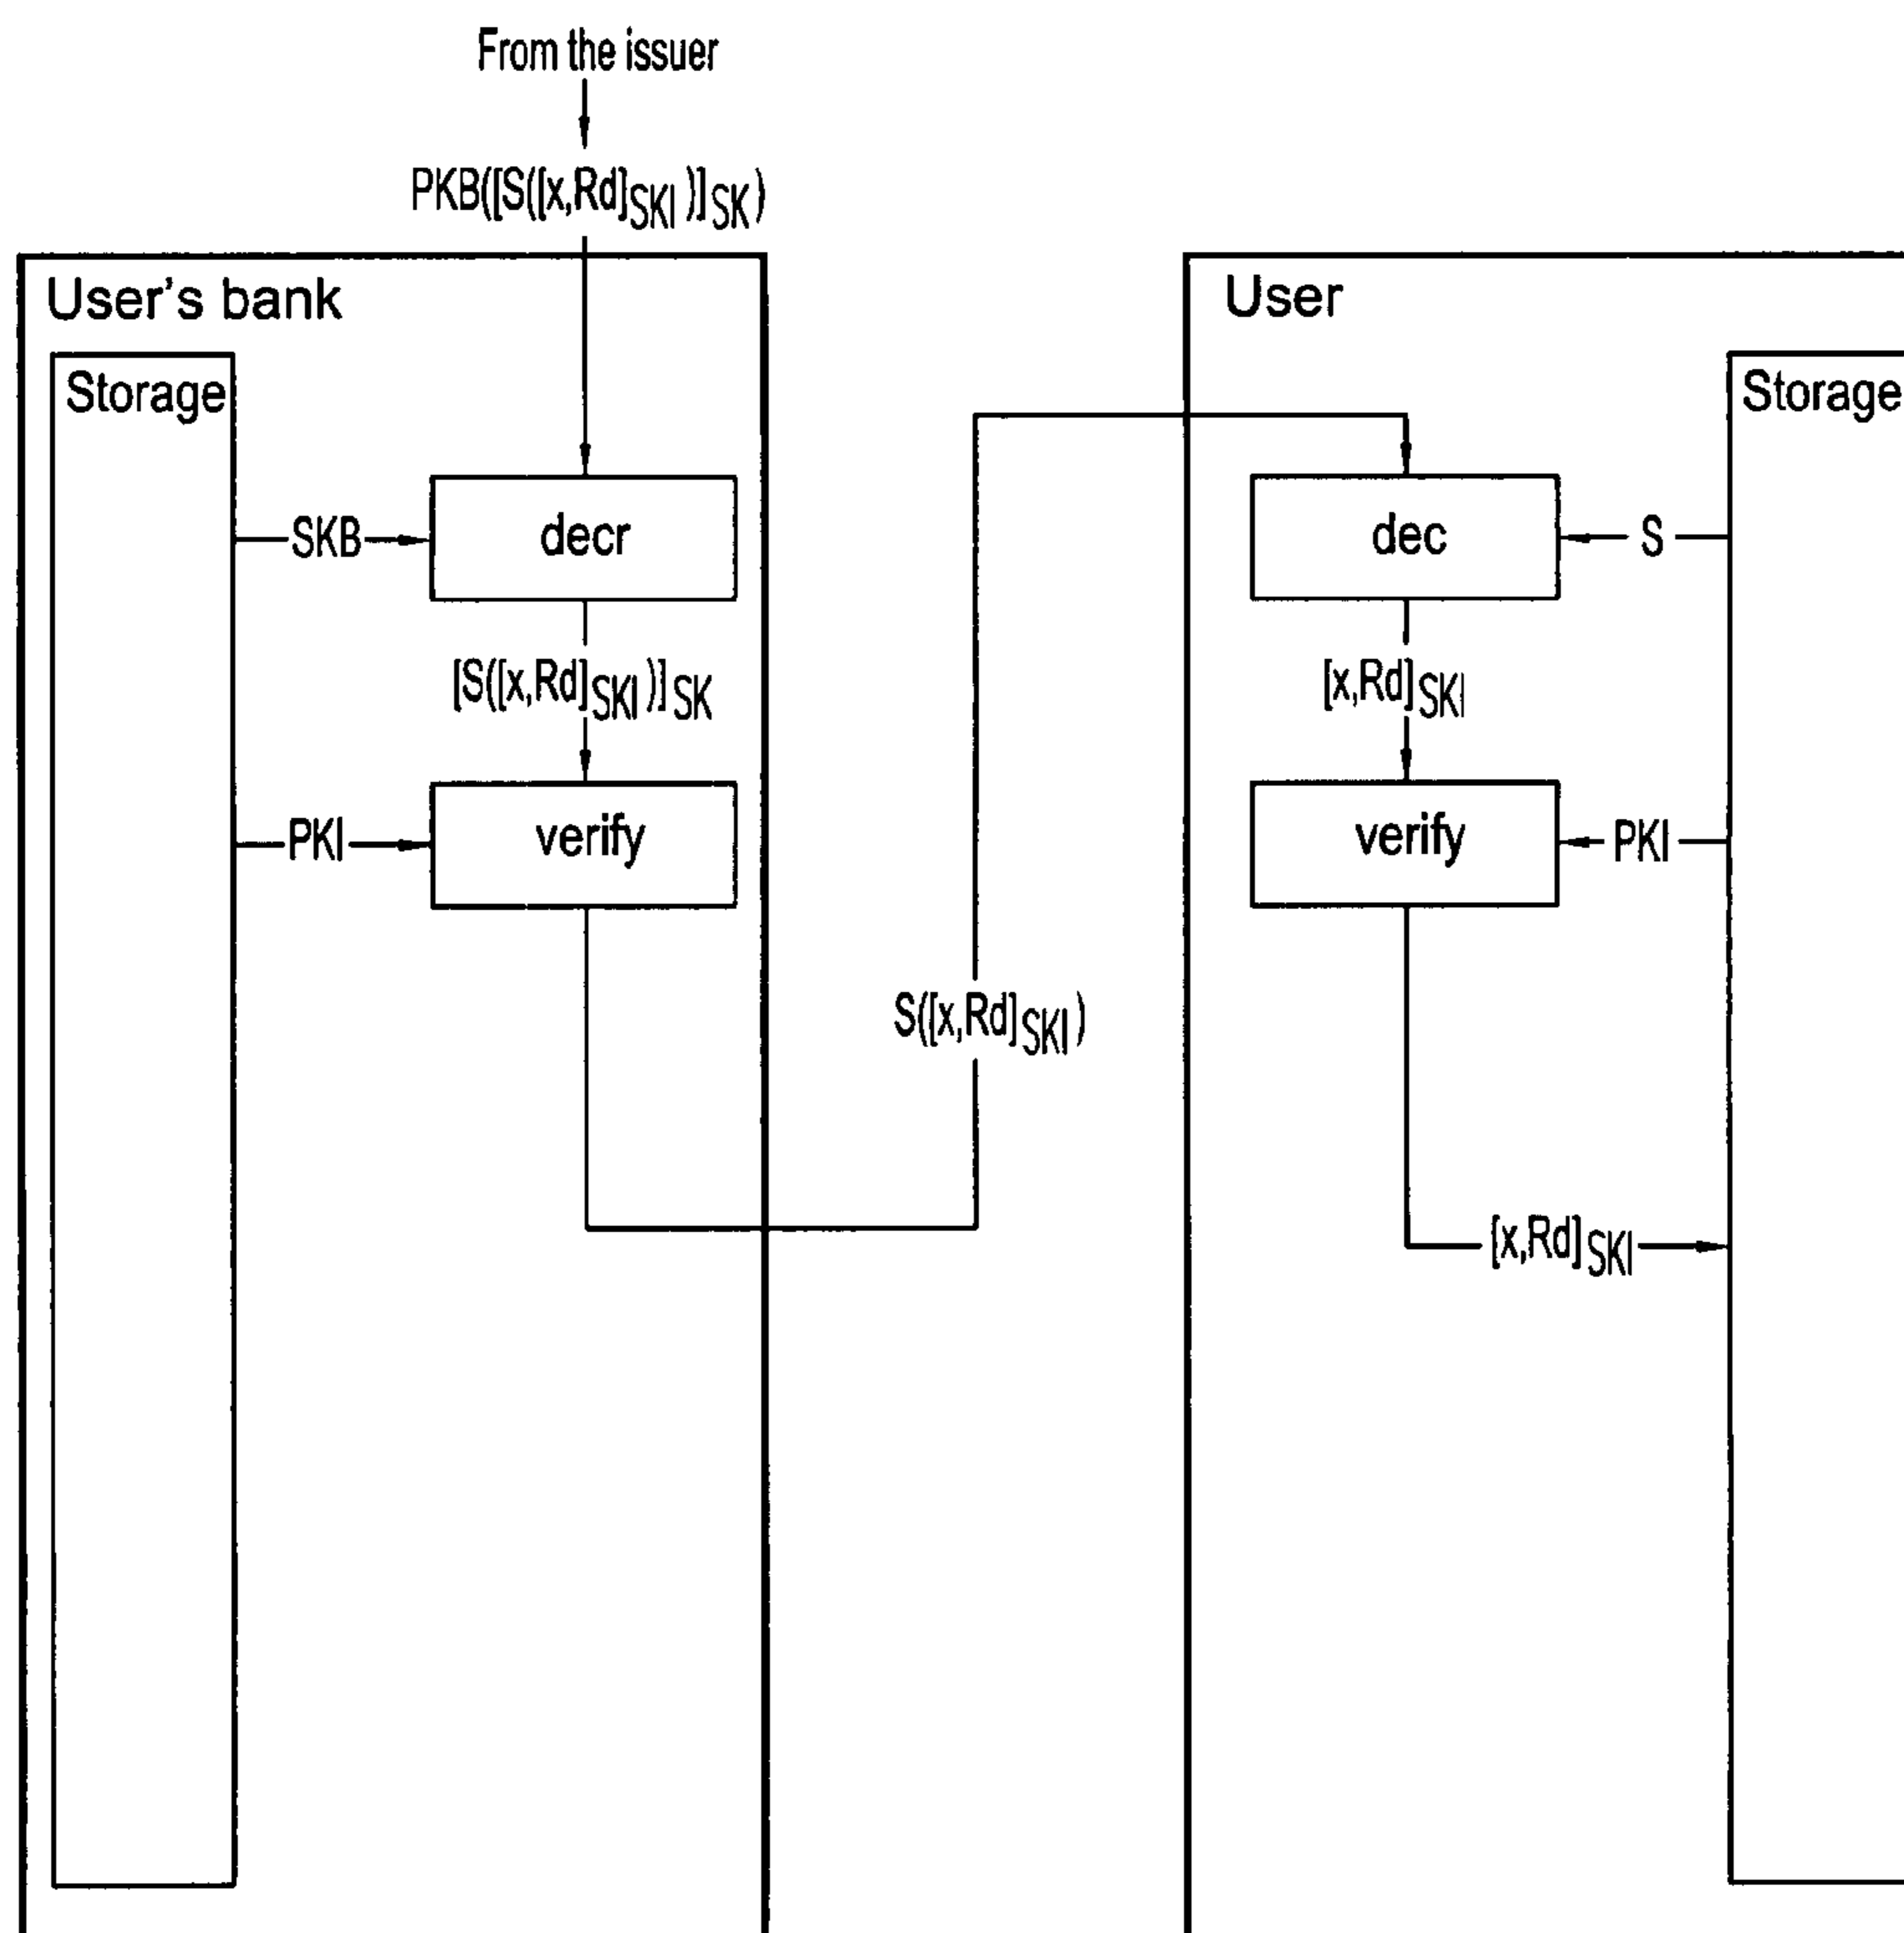 From the issuer
PKB([S([x,Rd]SKI)]SK)
User's bank
Storage
SKB
decr
[S([x,Rd]SKI)]SK
PKI
verify
S([x,Rd]SKI)
User
Storage
dec
S
[x,Rd]SKI
verify
PKI
[x,Rd]SKI